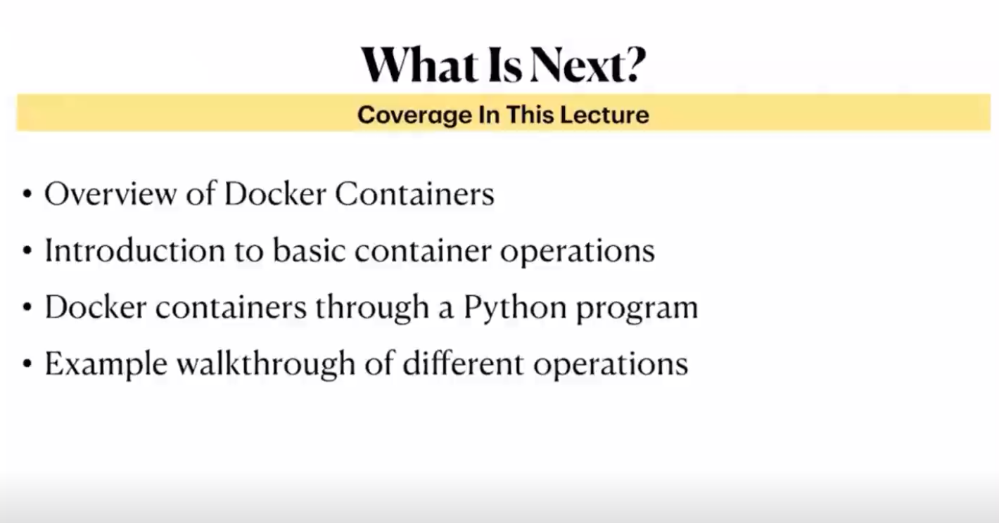 What Is Next?
Coverage In This Lecture
• Overview of Docker Containers
• Introduction to basic container operations
• Docker containers through a Python program
• Example walkthrough of different operations